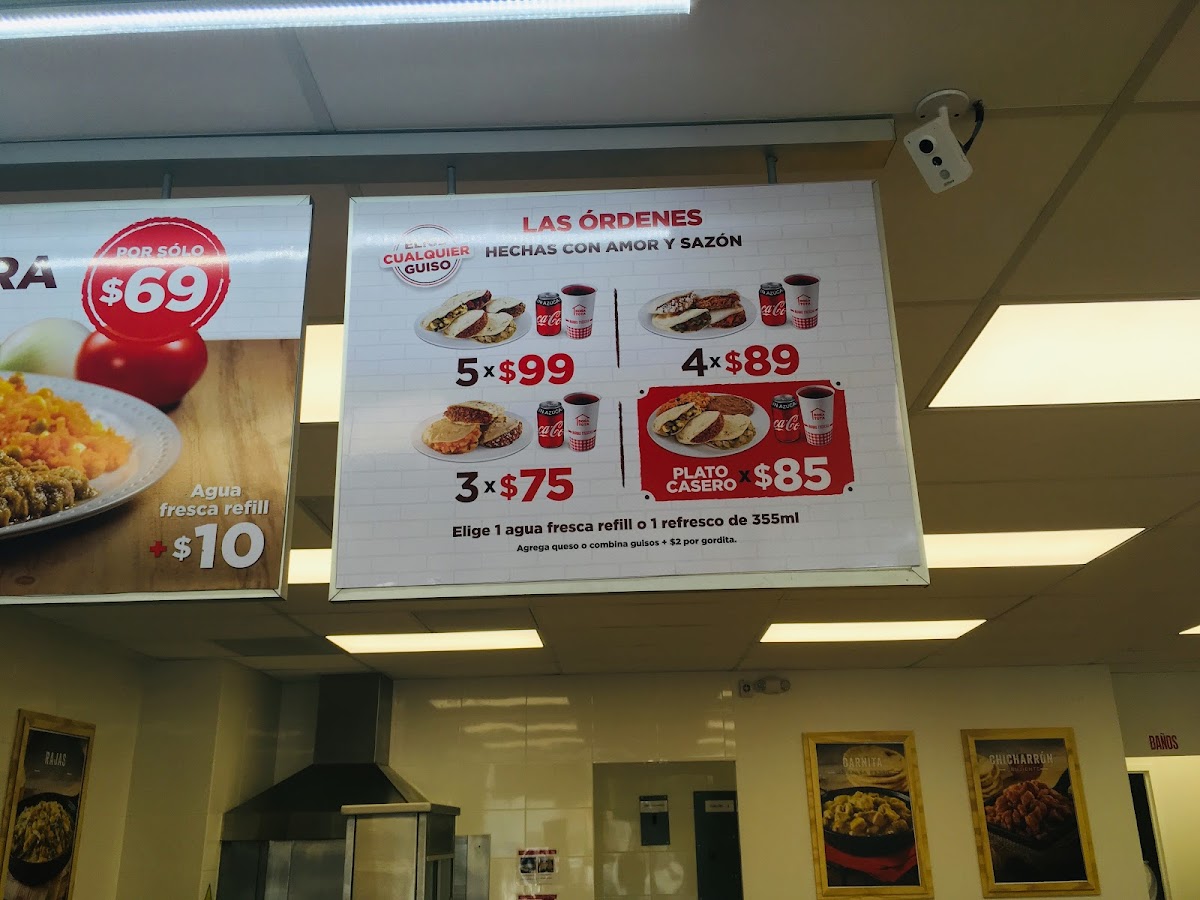 RA
POR SÓLO
$69
Agua
fresca refill
+ $10
LAS ÓRDENES
HECHAS CON AMOR Y SAZÓN
CUALQUIER
GUISO
5 x $99
4 x $89
3 x $75
PLATO
CASERO x $85
Elige 1 agua fresca refill o 1 refresco de 355ml
Agrega queso o combina guisos + $2 por gordita.
RAJAS
CHICHARRÓN
BAÑOS